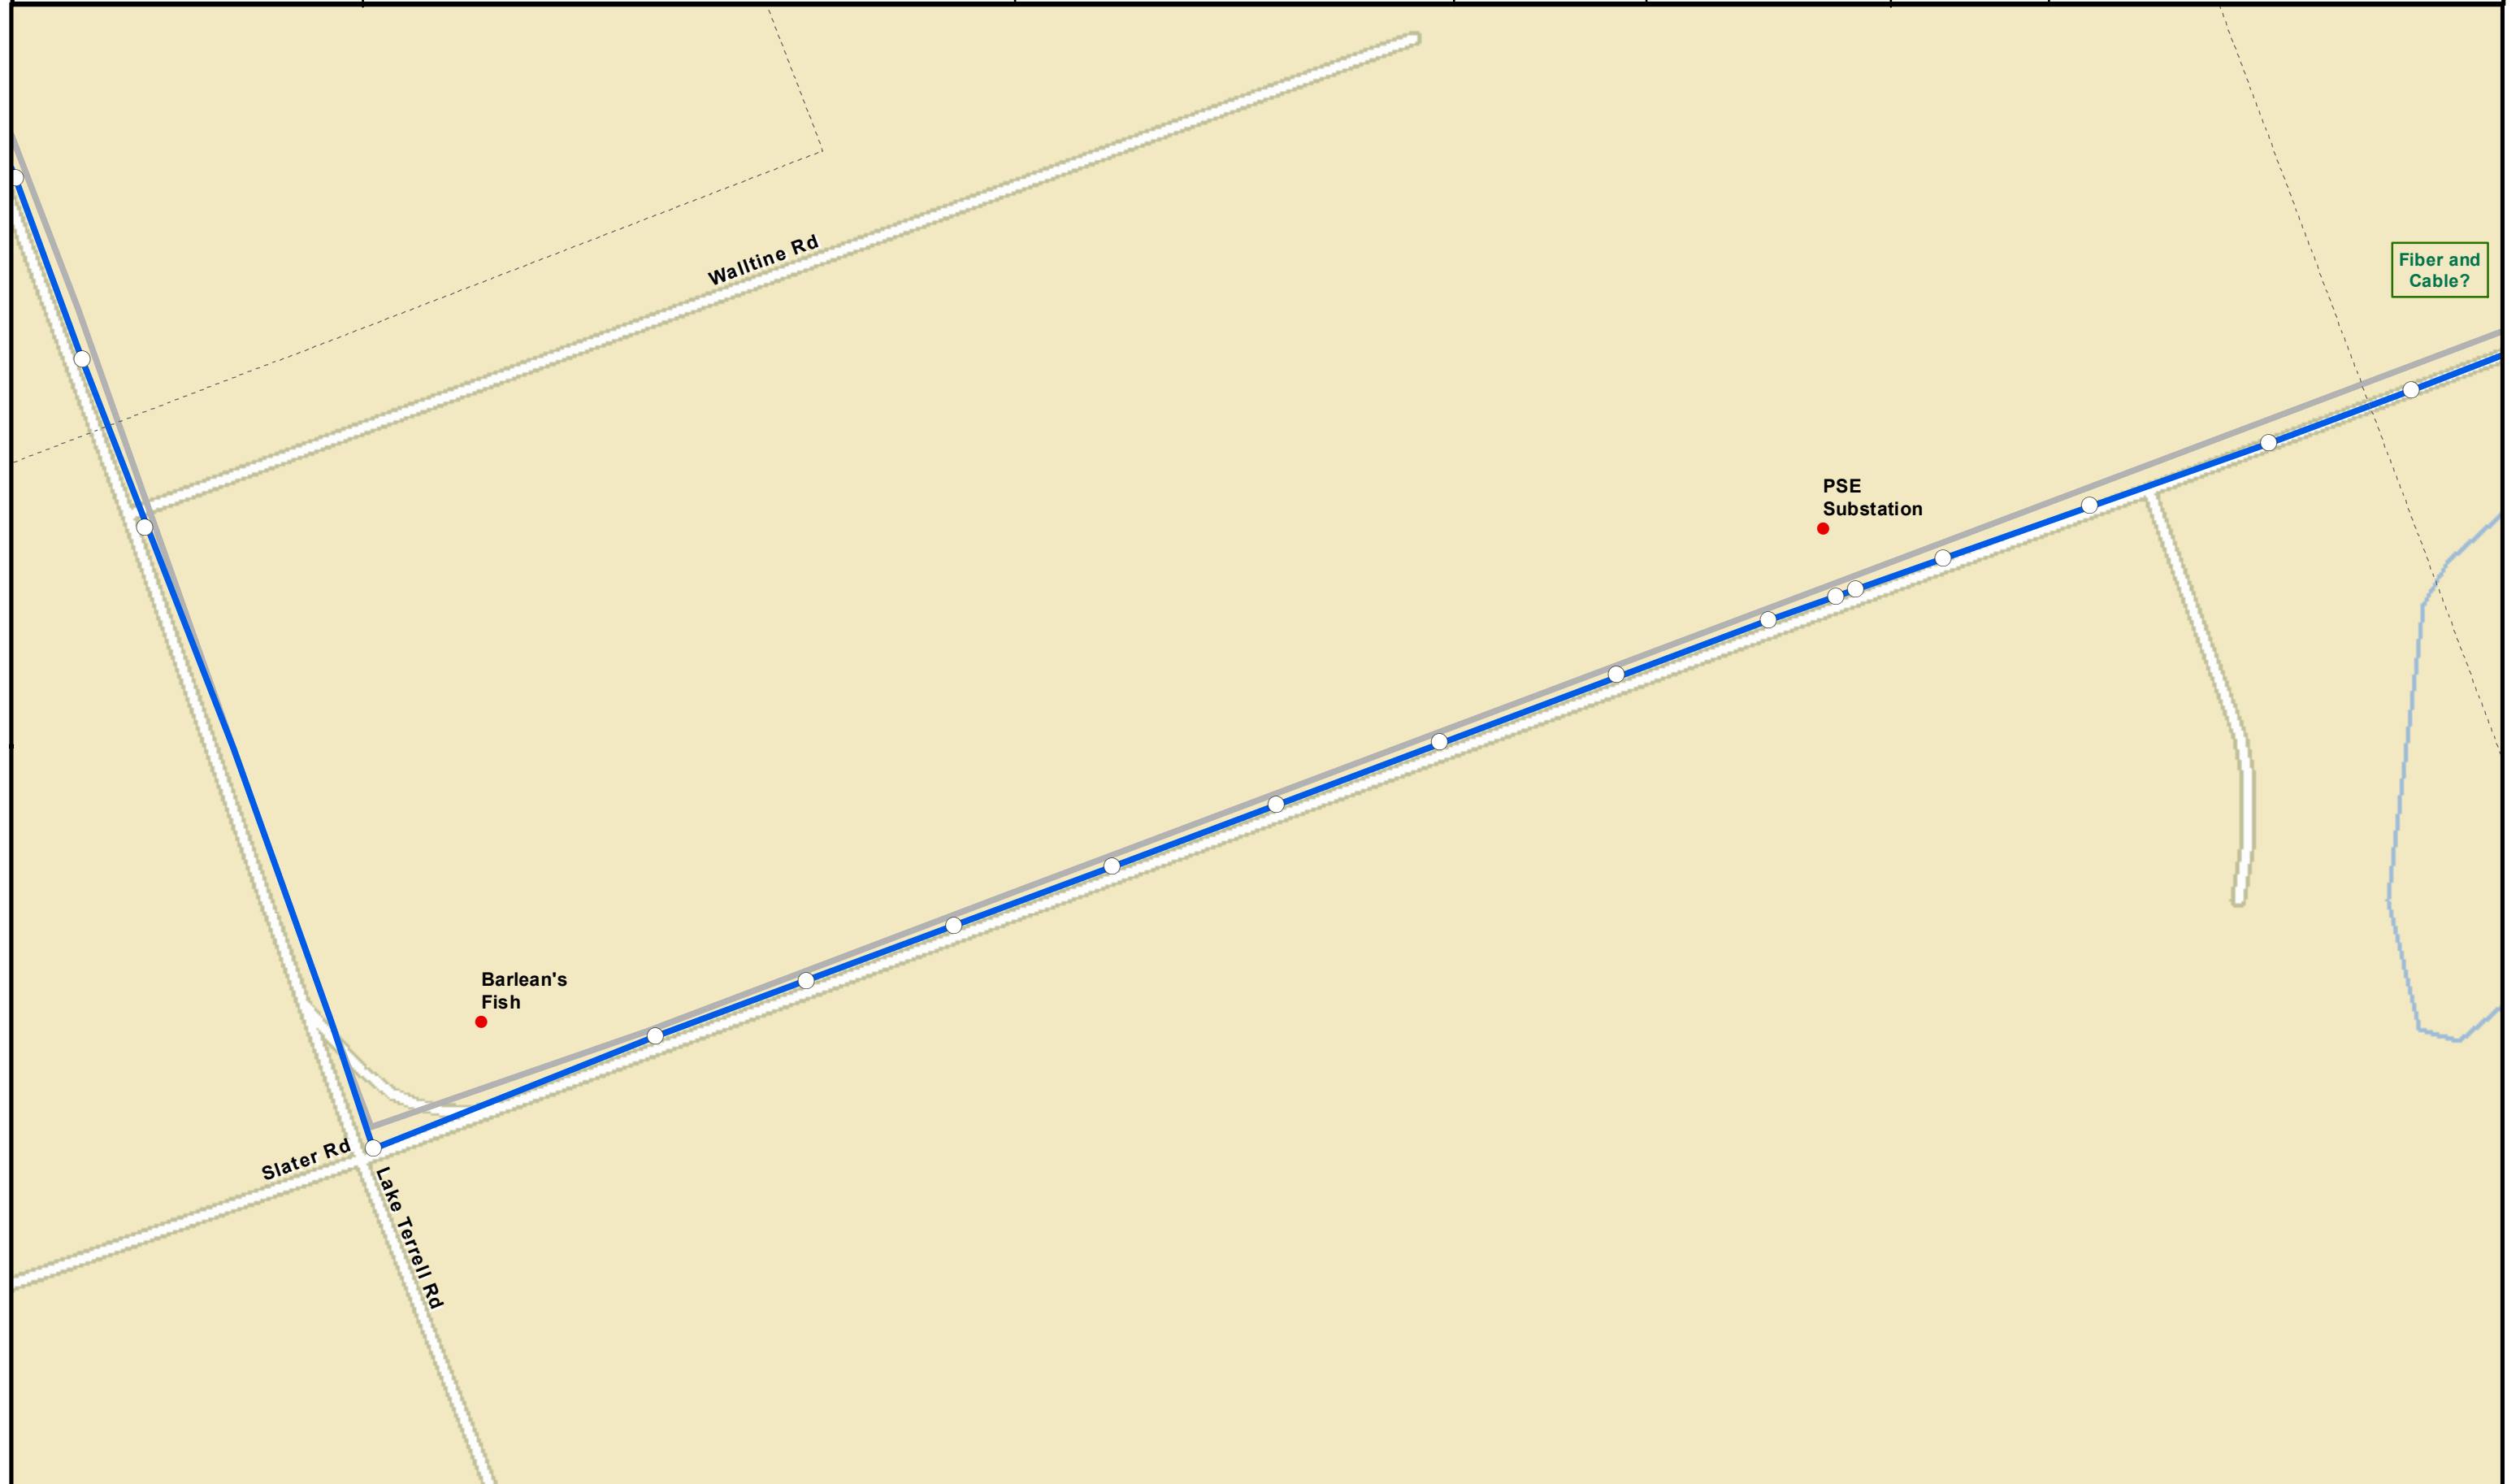 Walltine Rd
Fiber and
Cable?
PSE
Substation
Barlean's
Fish
Slater Rd
Lake Terrell Rd